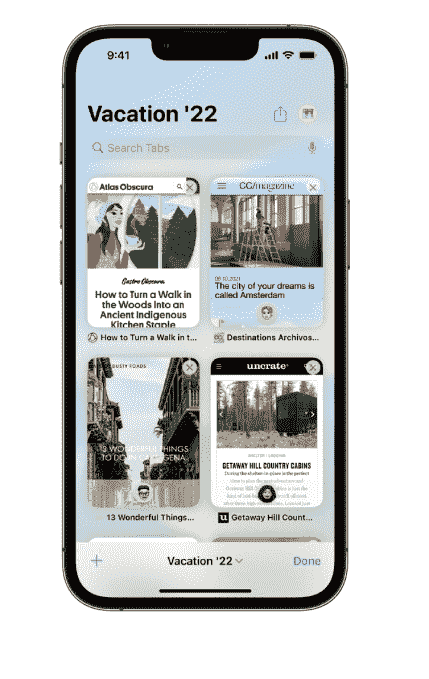 9:41
Vacation '22
Search Tabs
Atlas Obscura
CC/magazine
Gastro Obscura
How to Turn a Walk in
the Woods Into an
Ancient Indigenous
Kitchen Staple
2021
The city of your dreams is
called Amsterdam
How to Turn a Walk in t...
Destinations Archivos...
DUSTY ROADS
13 WONDERFUL THINGS
TO DO IN
uncrate
SHELTER
GETAWAY HILL COUNTRY CABINS
13 Wonderful Things...
Getaway Hill Count...
Vacation '22
Done